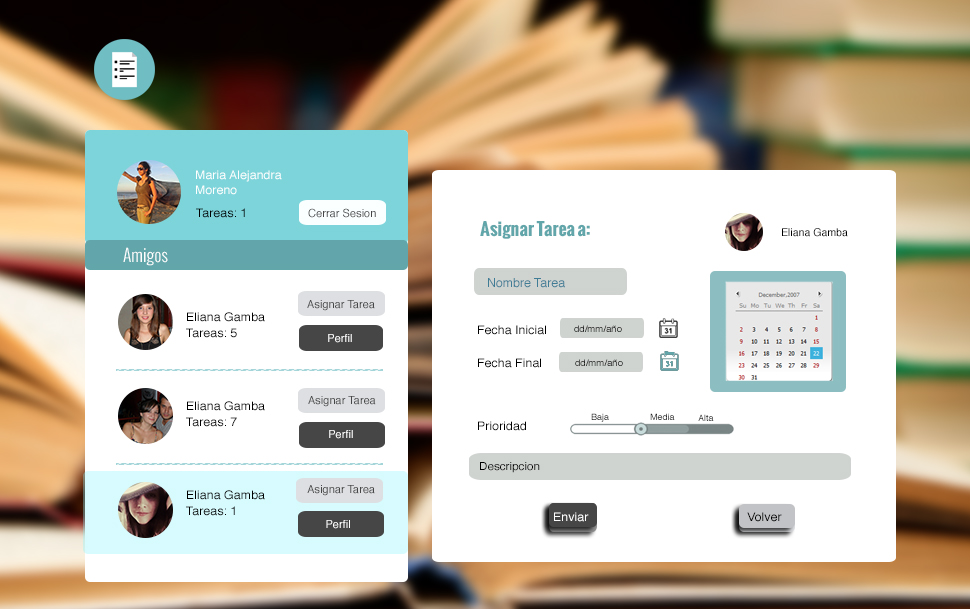 Maria Alejandra
Moreno
Tareas: 1
Cerrar Sesion
Amigos
Eliana Gamba
Tareas: 5
Asignar Tarea
Perfil
Eliana Gamba
Tareas: 7
Asignar Tarea
Perfil
Eliana Gamba
Tareas: 1
Asignar Tarea
Perfil
Asignar Tarea a:
Eliana Gamba
Nombre Tarea
Fecha Inicial dd/mm/año 31
Fecha Final dd/mm/año 31
December,2007
Su Mo Tu We Th Fr Sa
1
2 3 4 5 6 7 8
9 10 11 12 13 14 15
16 17 18 19 20 21 22
23 24 25 26 27 28 29
30 31
Prioridad
Baja Media Alta
Descripcion
Enviar
Volver